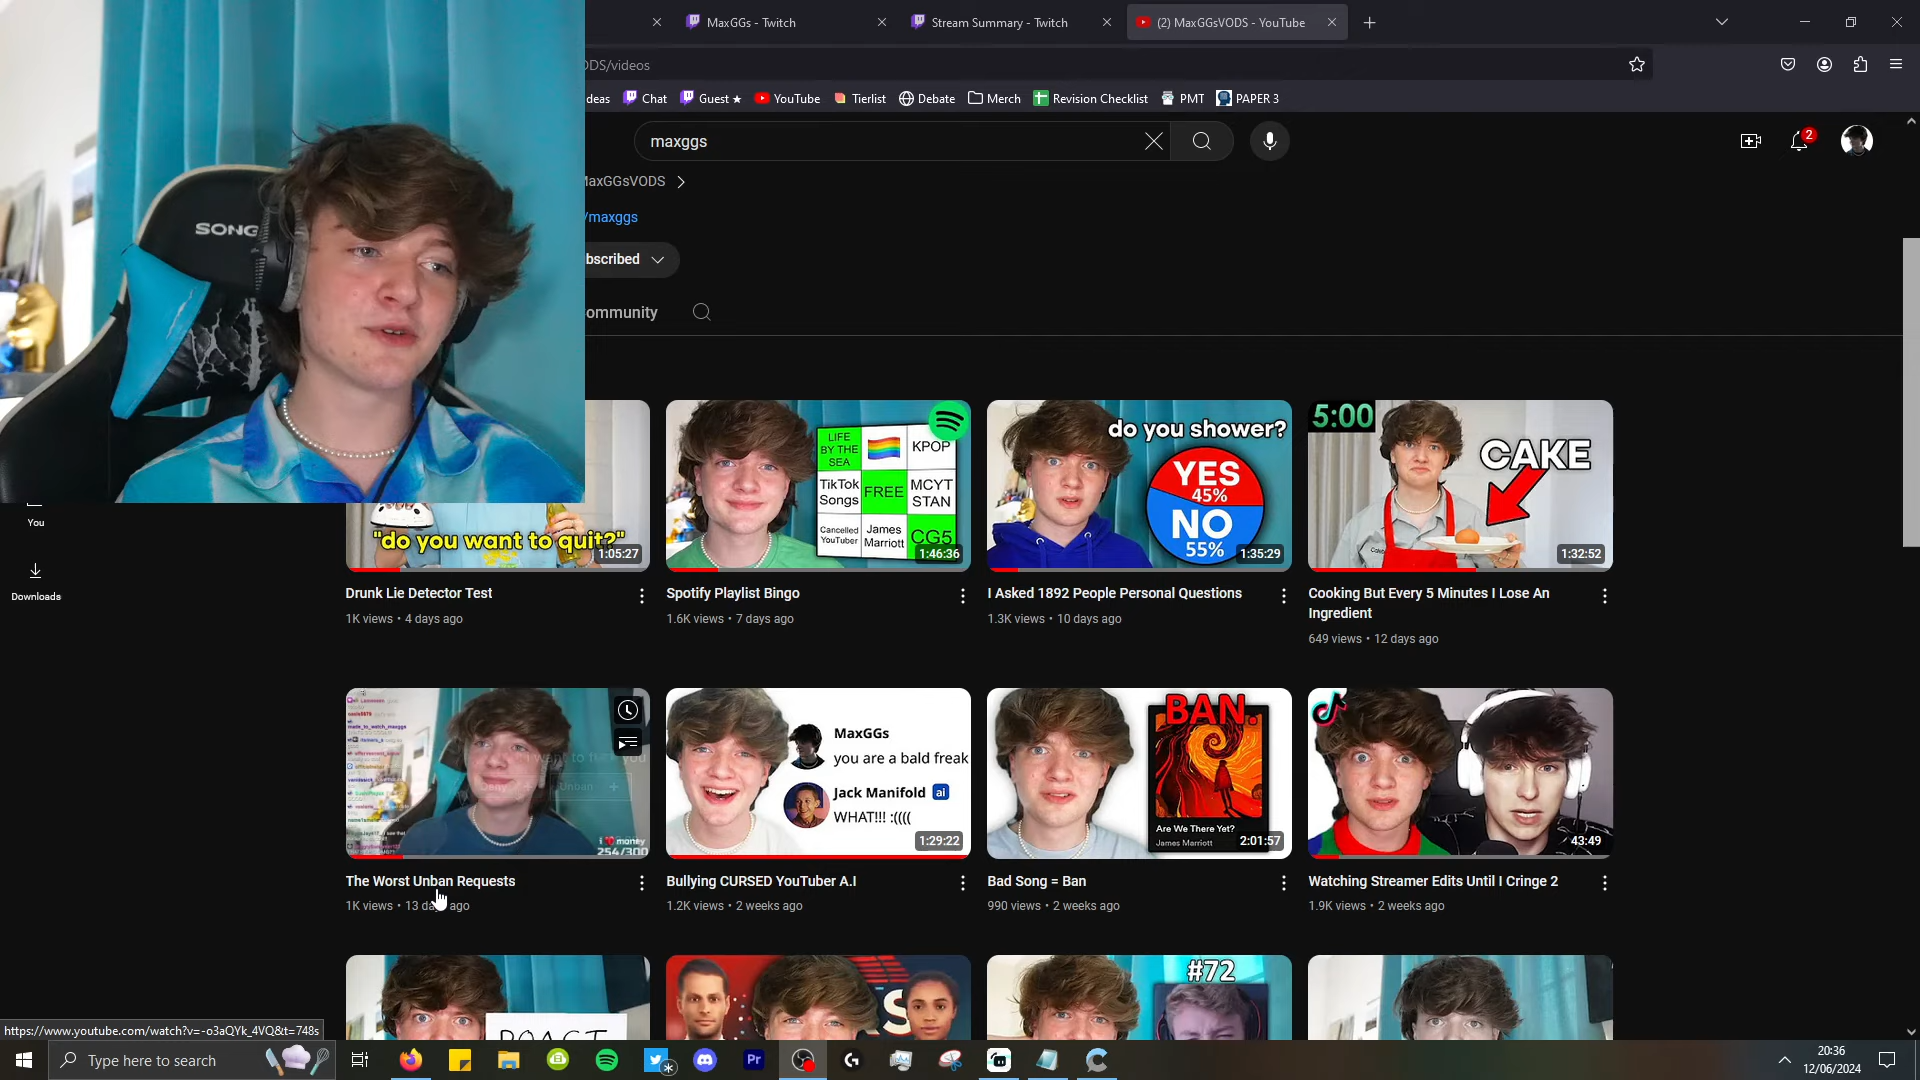 MaxGGs - Twitch
Stream Summary - Twitch
(2) MaxGGsVODS - YouTube
ODS/videos
deas
Chat
Guest ★
YouTube
Tierlist
Debate
Merch
Revision Checklist
PMT
PAPER 3
maxggs
2
MaxGGsVODS
/maxggs
bscribed
ommunity
SONG
You
Downloads
"do you want to quit?"
1:05:27
LIFE BY THE SEA
KPOP
TikTok Songs
FREE
MCYT STAN
Cancelled YouTuber
James Marriott
CG5
1:46:36
do you shower?
YES
45%
NO
55%
1:35:29
5:00
CAKE
1:32:52
Drunk Lie Detector Test
1K views • 4 days ago
Spotify Playlist Bingo
1.6K views • 7 days ago
I Asked 1892 People Personal Questions
1.3K views • 10 days ago
Cooking But Every 5 Minutes I Lose An
Ingredient
649 views • 12 days ago
Deny
Unban
money
254/300
MaxGGs
you are a bald freak
Jack Manifold ai
WHAT!!! :((((
1:29:22
BAN.
Are We There Yet?
James Marriott
2:01:57
43:49
The Worst Unban Requests
1K views • 13 days ago
Bullying CURSED YouTuber A.I
1.2K views • 2 weeks ago
Bad Song = Ban
990 views • 2 weeks ago
Watching Streamer Edits Until I Cringe 2
1.9K views • 2 weeks ago
ROAST
#72
https://www.youtube.com/watch?v=-o3aQYk_4VQ&t=748s
Type here to search
Pr
20:36
12/06/2024